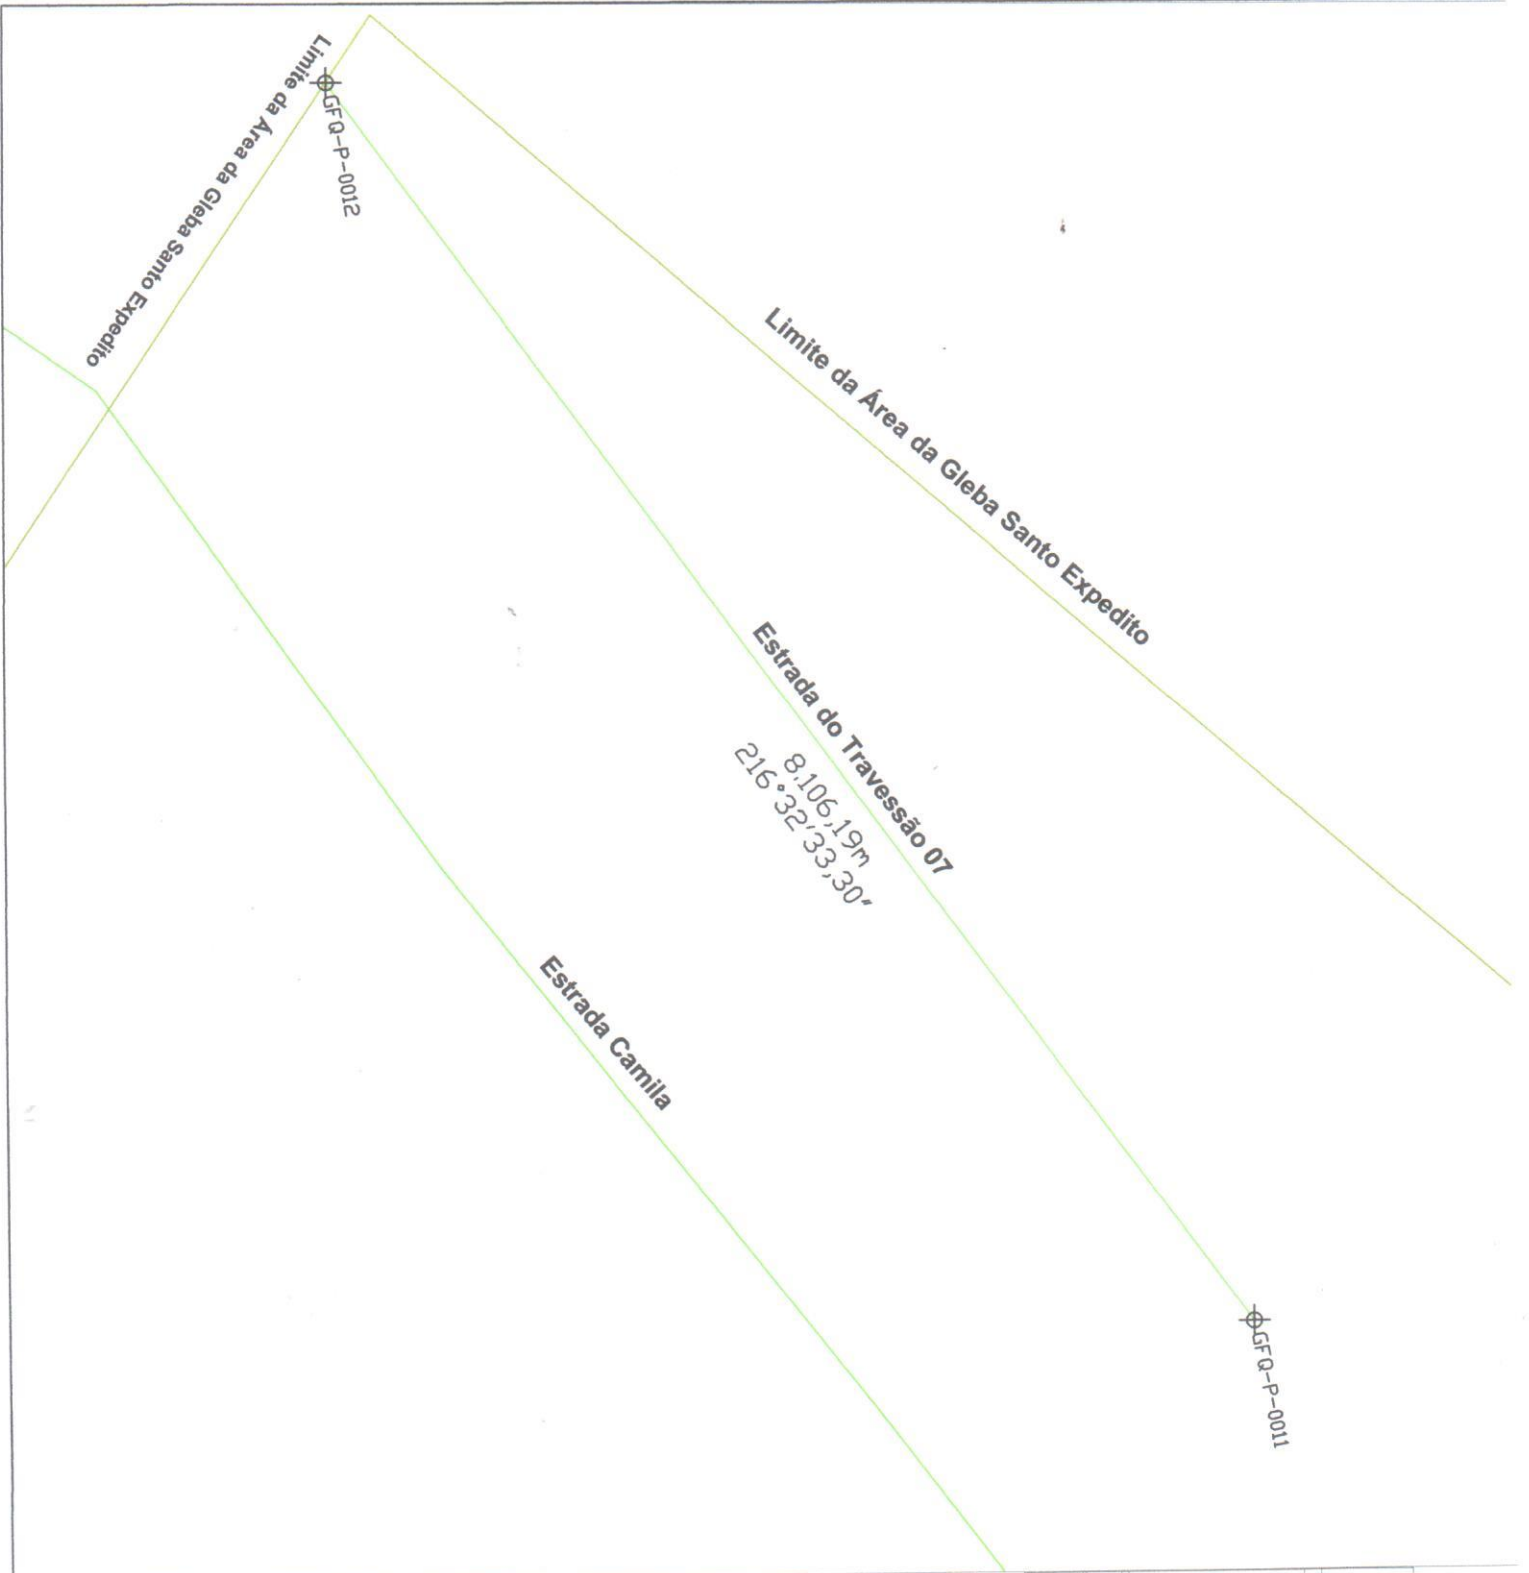 Limite da Área da Gleba Santo Expedito
GFQ-P-0012
Limite da Área da Gleba Santo Expedito
Estrada do Travessão 07
8.106,19m
216°32'33,30"
Estrada Camila
GFQ-P-0011